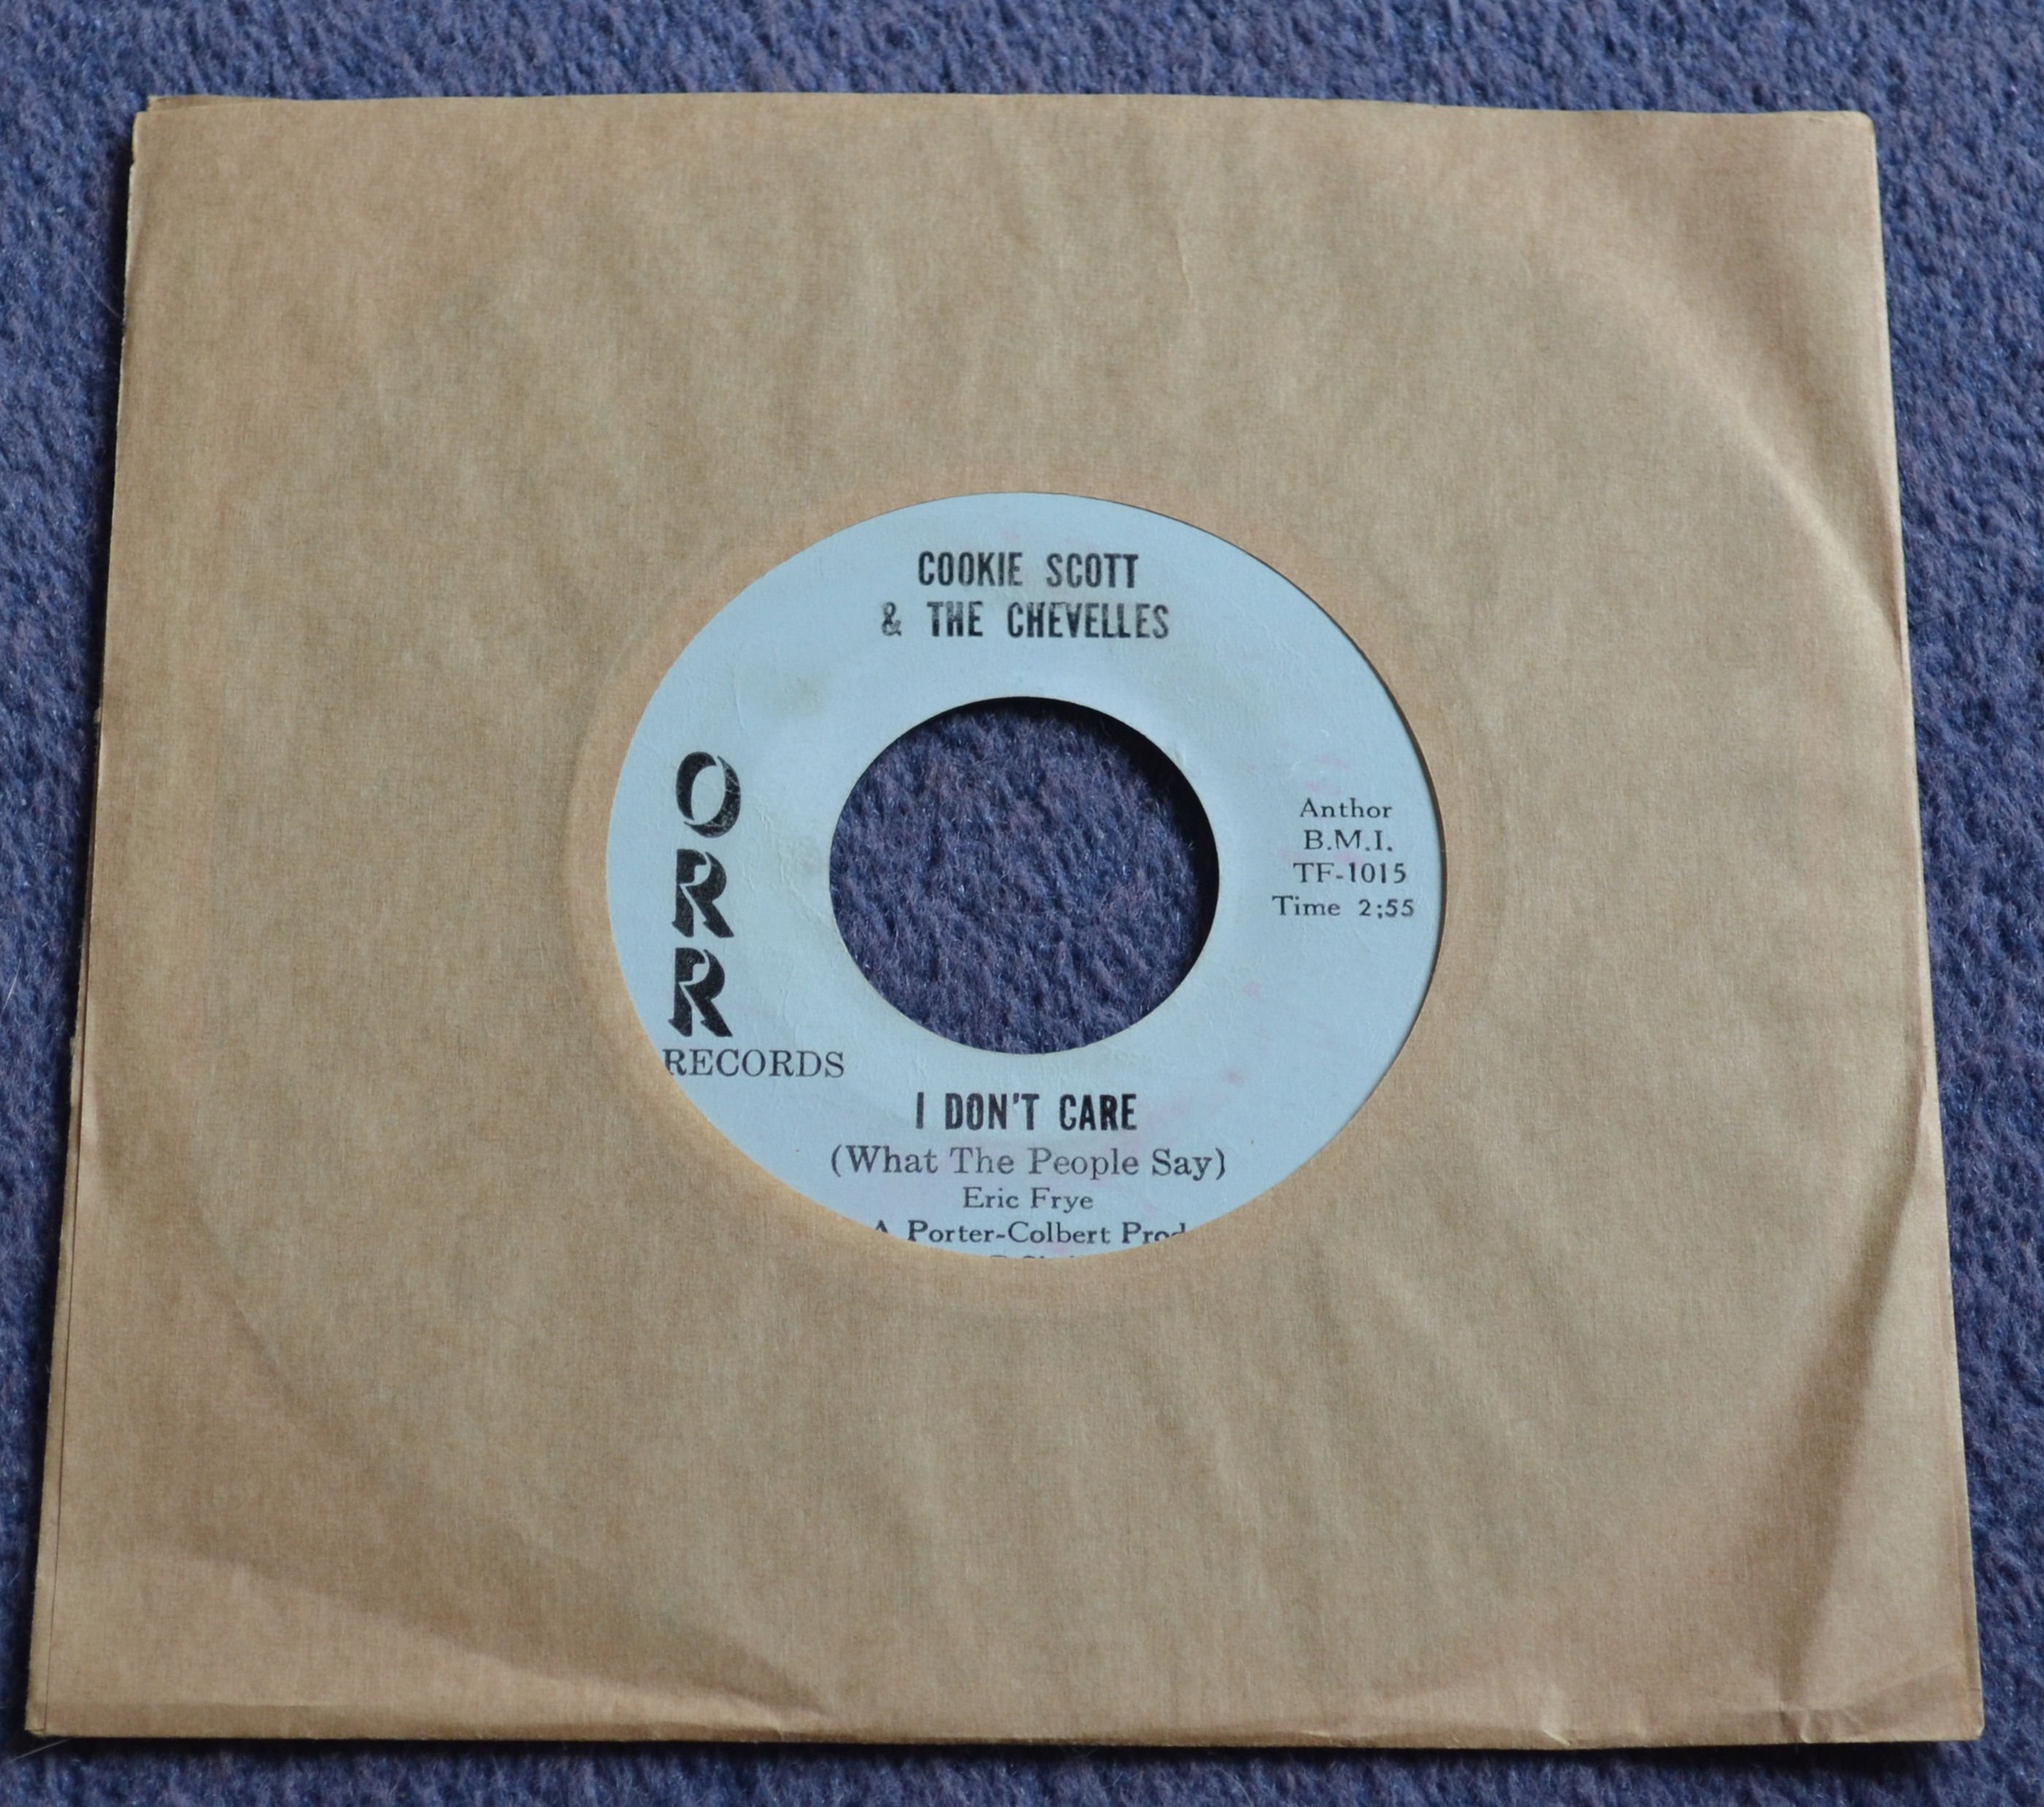 COOKIE SCOTT
& THE CHEVELLES
O
R
R
RECORDS
Anthor
B.M.I.
TF-1015
Time 2;55
I DON'T CARE
(What The People Say)
Eric Frye
A Porter-Colbert Prod